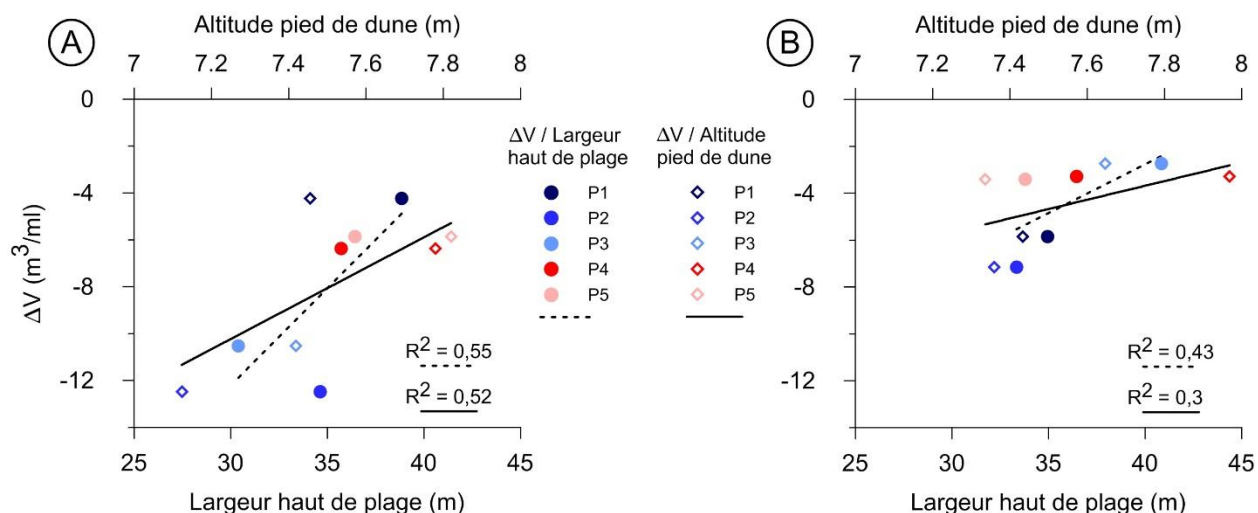 A
Altitude pied de dune (m)
7 7.2 7.4 7.6 7.8 8
0
-4
-8
-12
ΔV (m³/ml)
R² = 0,55
R² = 0,52
25 30 35 40 45
Largeur haut de plage (m)
ΔV / Largeur
haut de plage
P1
P2
P3
P4
P5
ΔV / Altitude
pied de dune
P1
P2
P3
P4
P5
B
Altitude pied de dune (m)
7 7.2 7.4 7.6 7.8 8
0
-4
-8
-12
R² = 0,43
R² = 0,3
25 30 35 40 45
Largeur haut de plage (m)